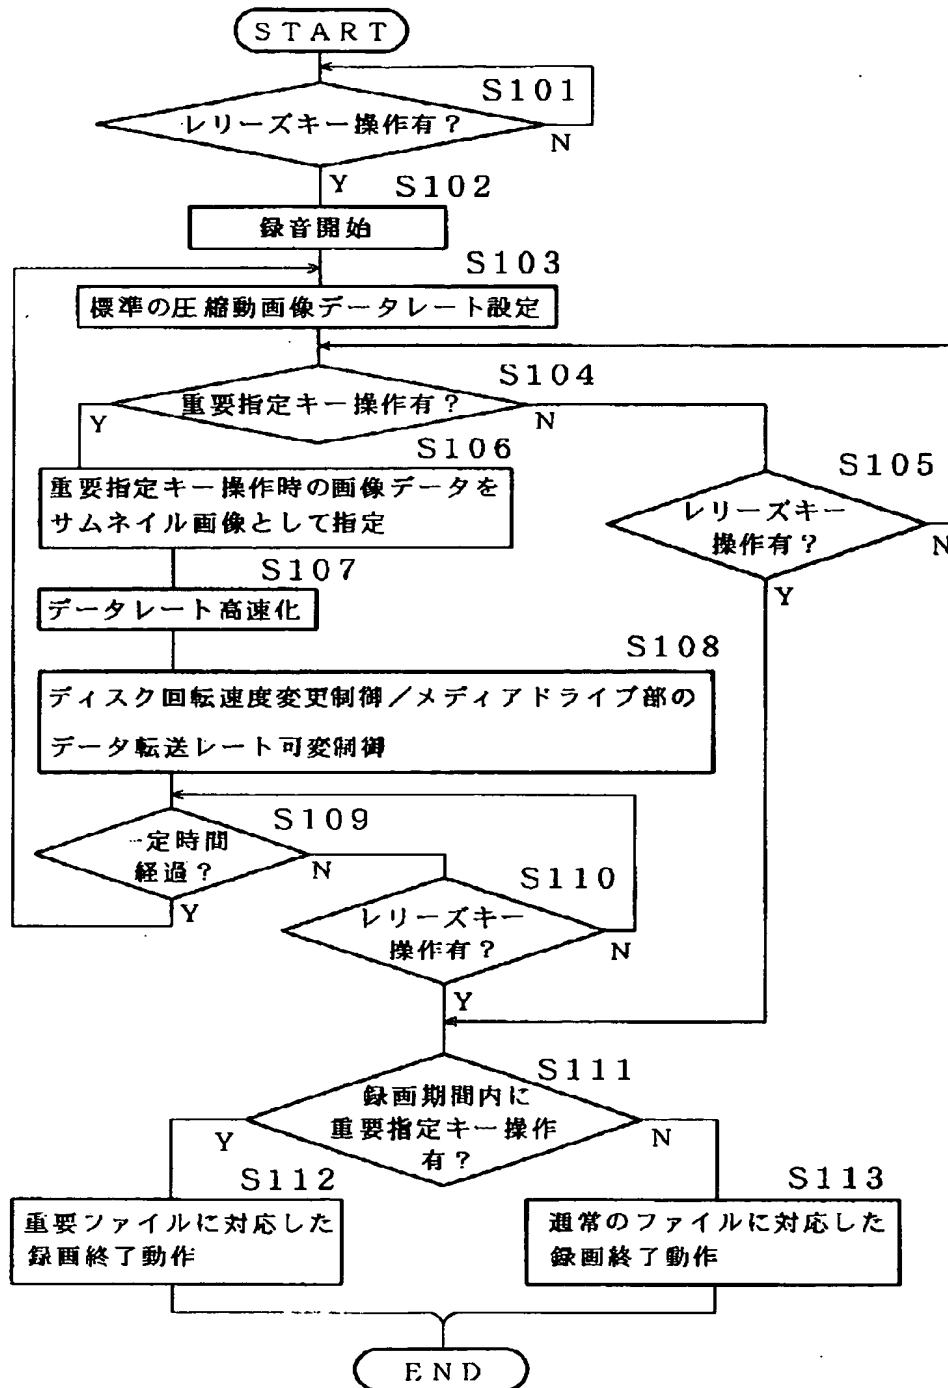 START
S101
レリーズキー操作有？
N
Y
S102
録音開始
S103
標準の圧縮動画像データレート設定
S104
重要指定キー操作有？
Y
N
S106
重要指定キー操作時の画像データを
サムネイル画像として指定
S105
レリーズキー
操作有？
N
Y
S107
データレート高速化
S108
ディスク回転速度変更制御／メディアドライブ部の
データ転送レート可変制御
S109
一定時間
経過？
N
Y
S110
レリーズキー
操作有？
N
Y
S111
録画期間内に
重要指定キー操作
有？
Y
N
S112
重要ファイルに対応した
録画終了動作
S113
通常のファイルに対応した
録画終了動作
END